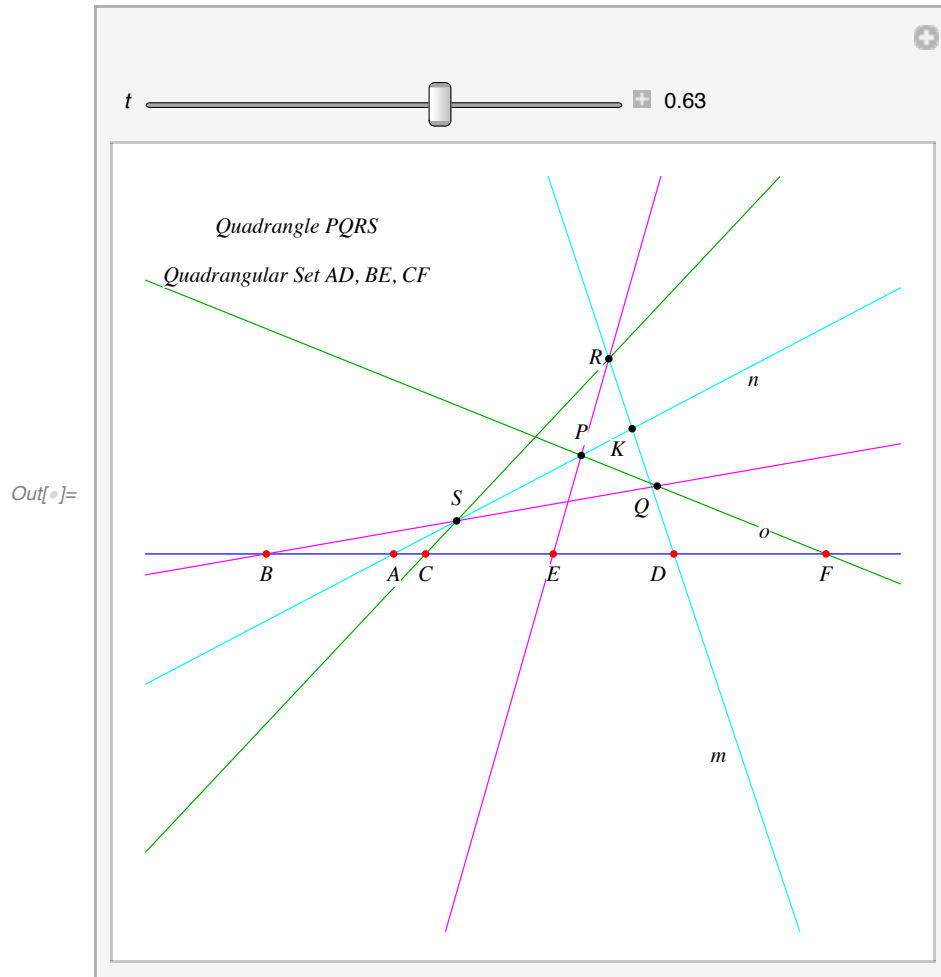 t 0.63
Quadrangle PQRS
Quadrangular Set AD, BE, CF
R
n
P
K
S
Q
o
B A C E D F
m
Out[•]=